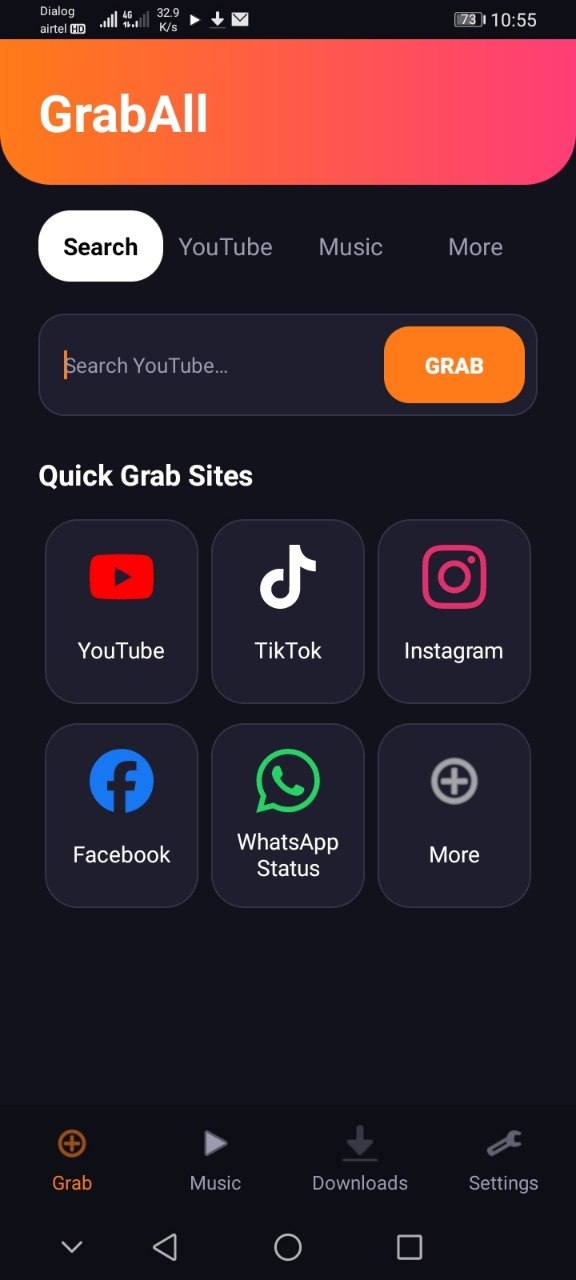 Dialog
airtel HD
4G
32.9
K/s
73
10:55
GrabAll
Search
YouTube
Music
More
Search YouTube...
GRAB
Quick Grab Sites
YouTube
TikTok
Instagram
Facebook
WhatsApp
Status
More
Grab
Music
Downloads
Settings